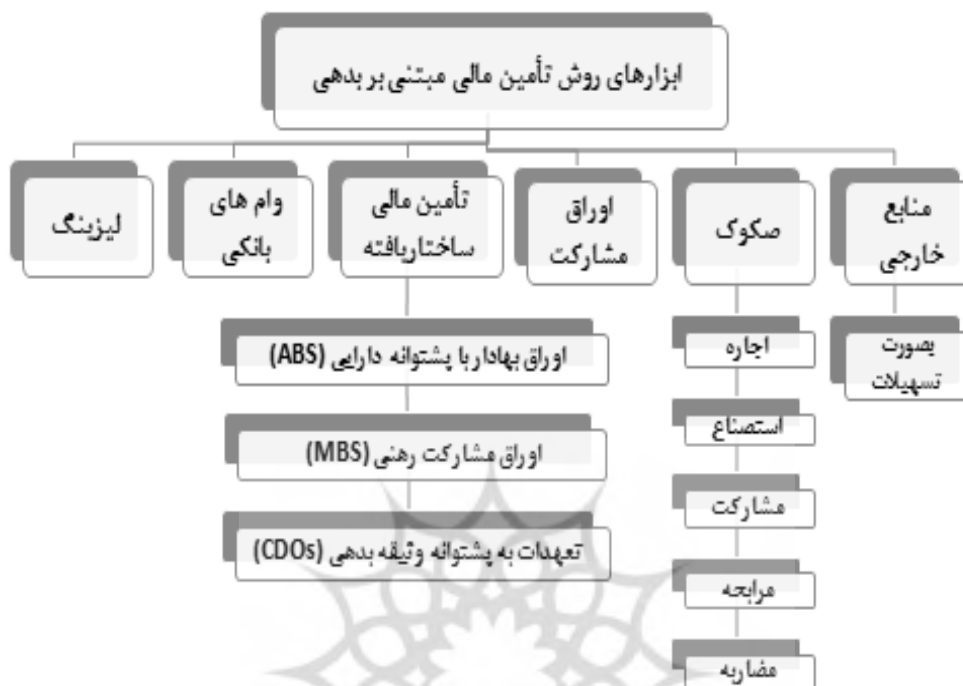 ابزارهای روش تأمین مالی مبتنی بر بدهی
منابع
خارجی
صکوک
اوراق
مشارکت
تأمین مالی
ساختاریافته
وام های
بانکی
لیزینگ
بصورت
تسهیلات
اجاره
استصناع
مشارکت
مرابحه
مضاربه
اوراق بهادار با پشتوانه دارایی (ABS)
اوراق مشارکت رهنی (MBS)
تعهدات به پشتوانه وثیقه بدهی (CDOs)